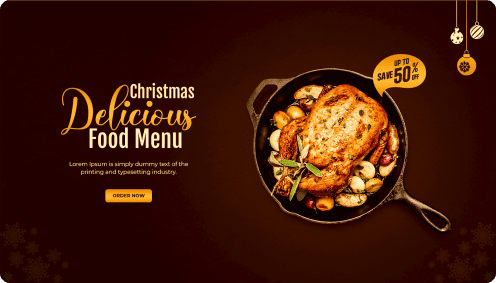 Christmas
Delicious
Food Menu
Lorem Ipsum is simply dummy text of the
printing and typesetting industry.
ORDER NOW
UP TO
SAVE 50% OFF